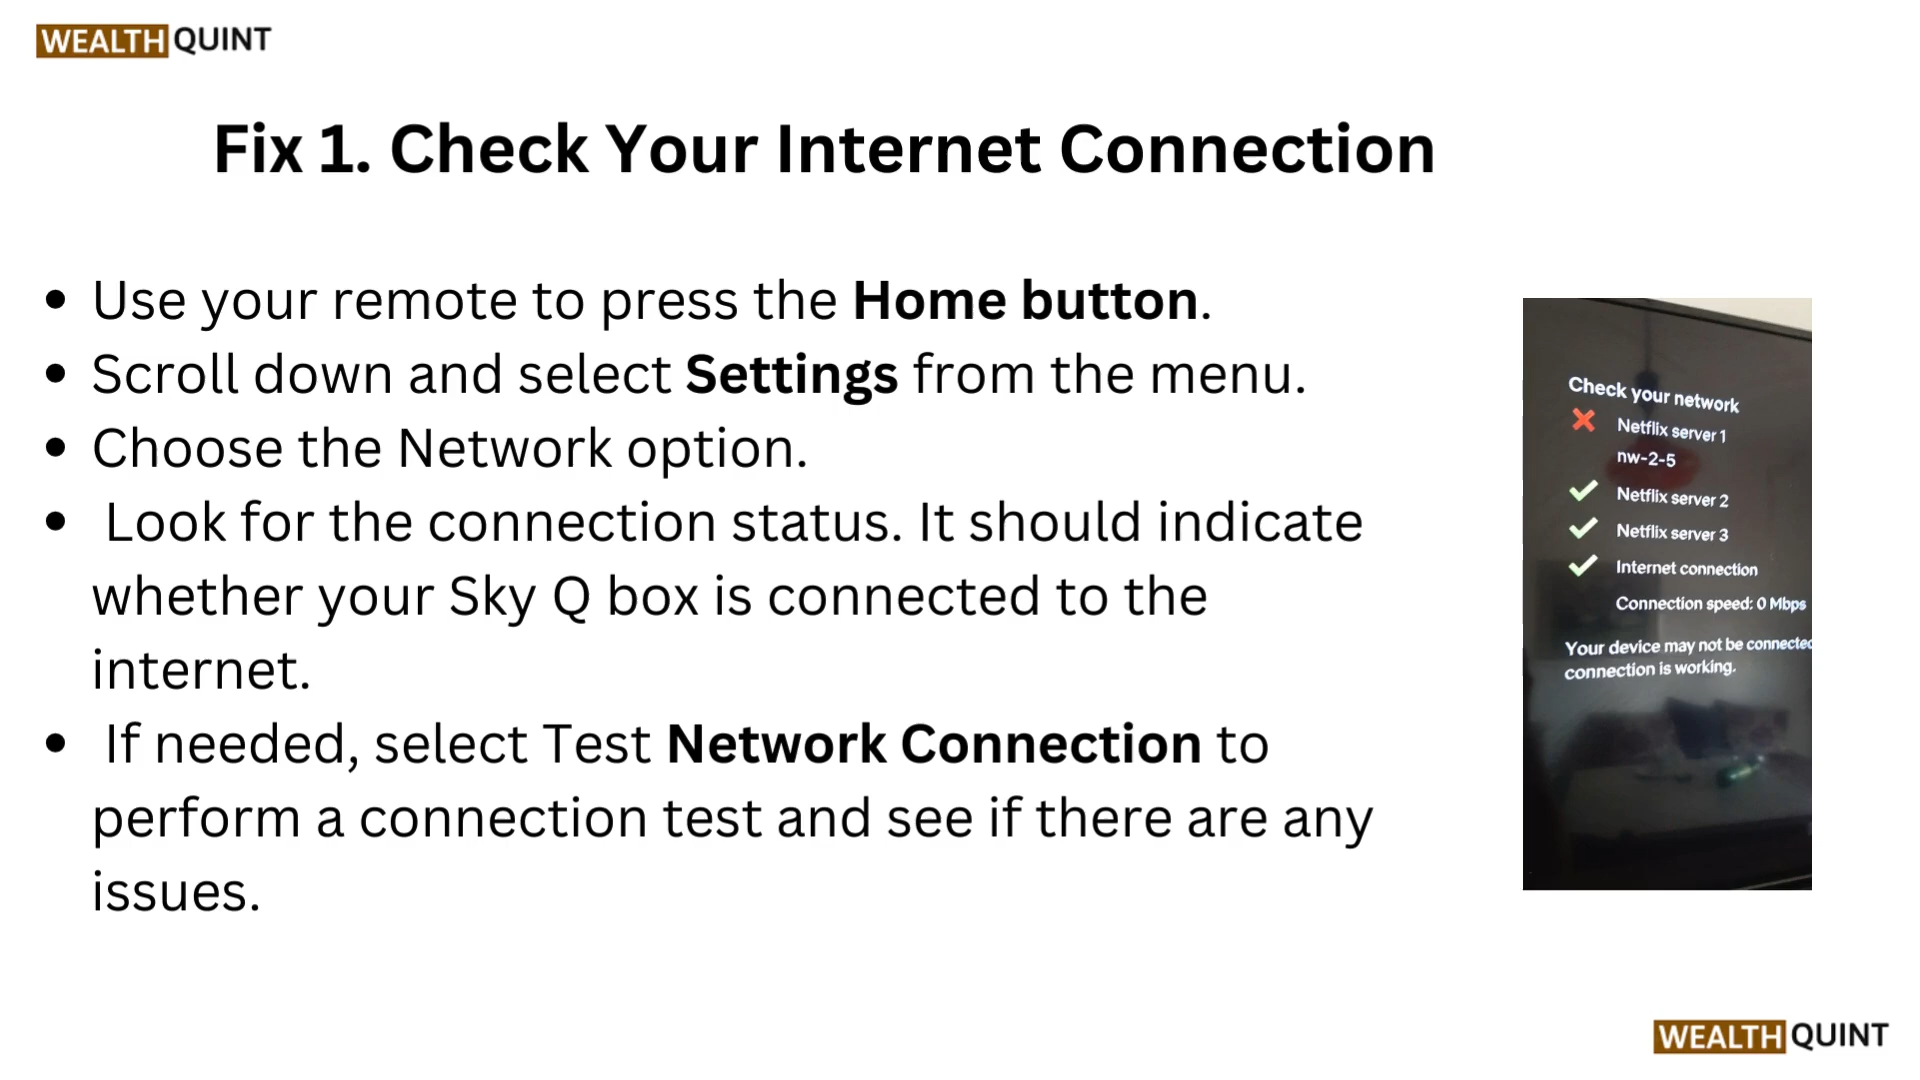 WEALTH QUINT
Fix 1. Check Your Internet Connection
Use your remote to press the Home button.
Scroll down and select Settings from the menu.
Choose the Network option.
Look for the connection status. It should indicate
whether your Sky Q box is connected to the
internet.
If needed, select Test Network Connection to
perform a connection test and see if there are any
issues.
Check your network
Netflix server 1
nw-2-5
Netflix server 2
Netflix server 3
Internet connection
Connection speed: 0 Mbps
Your device may not be connected
connection is working.
WEALTH QUINT